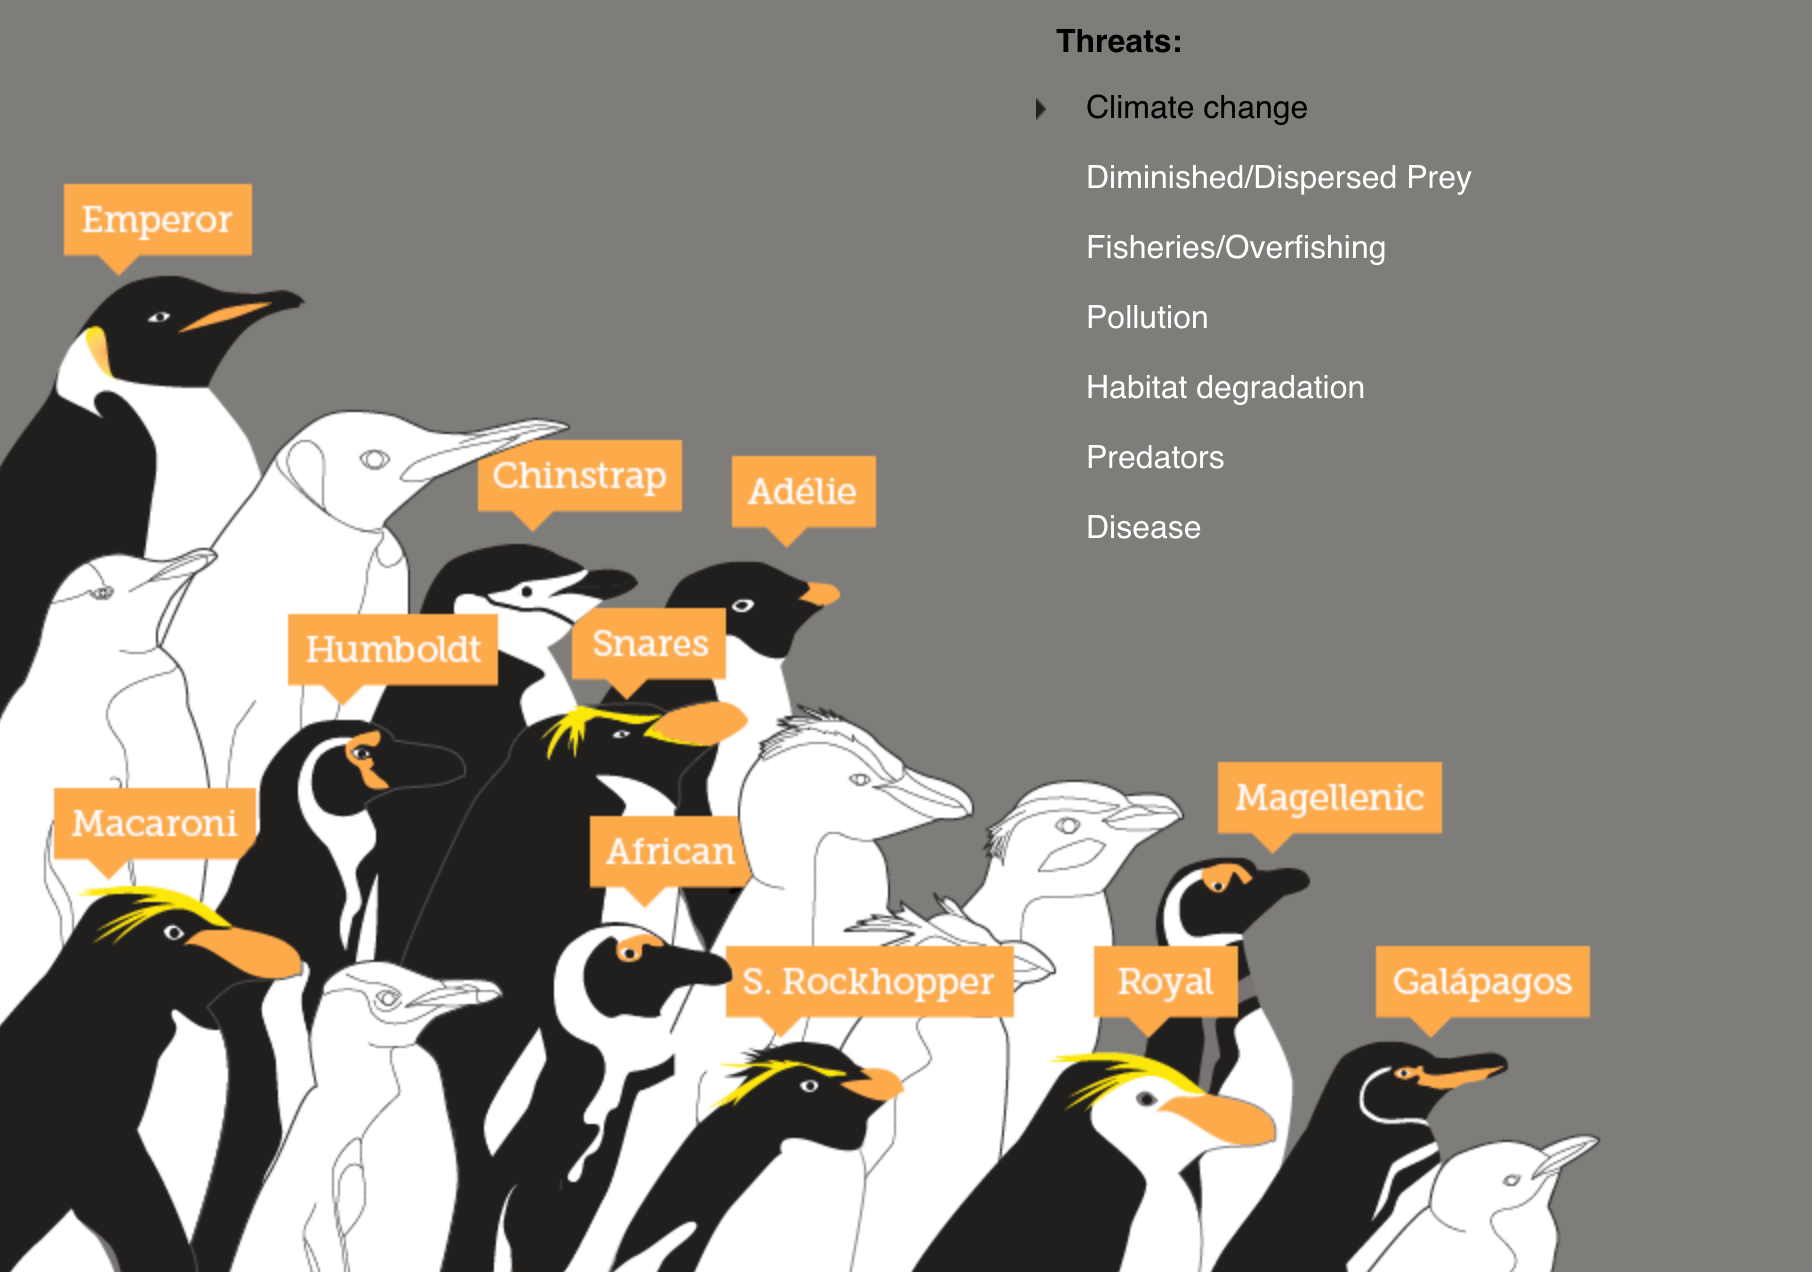 Threats:
Climate change
Diminished/Dispersed Prey
Fisheries/Overfishing
Pollution
Habitat degradation
Predators
Disease
Emperor
Chinstrap
Adélie
Humboldt
Snares
Macaroni
African
Magellenic
S. Rockhopper
Royal
Galápagos